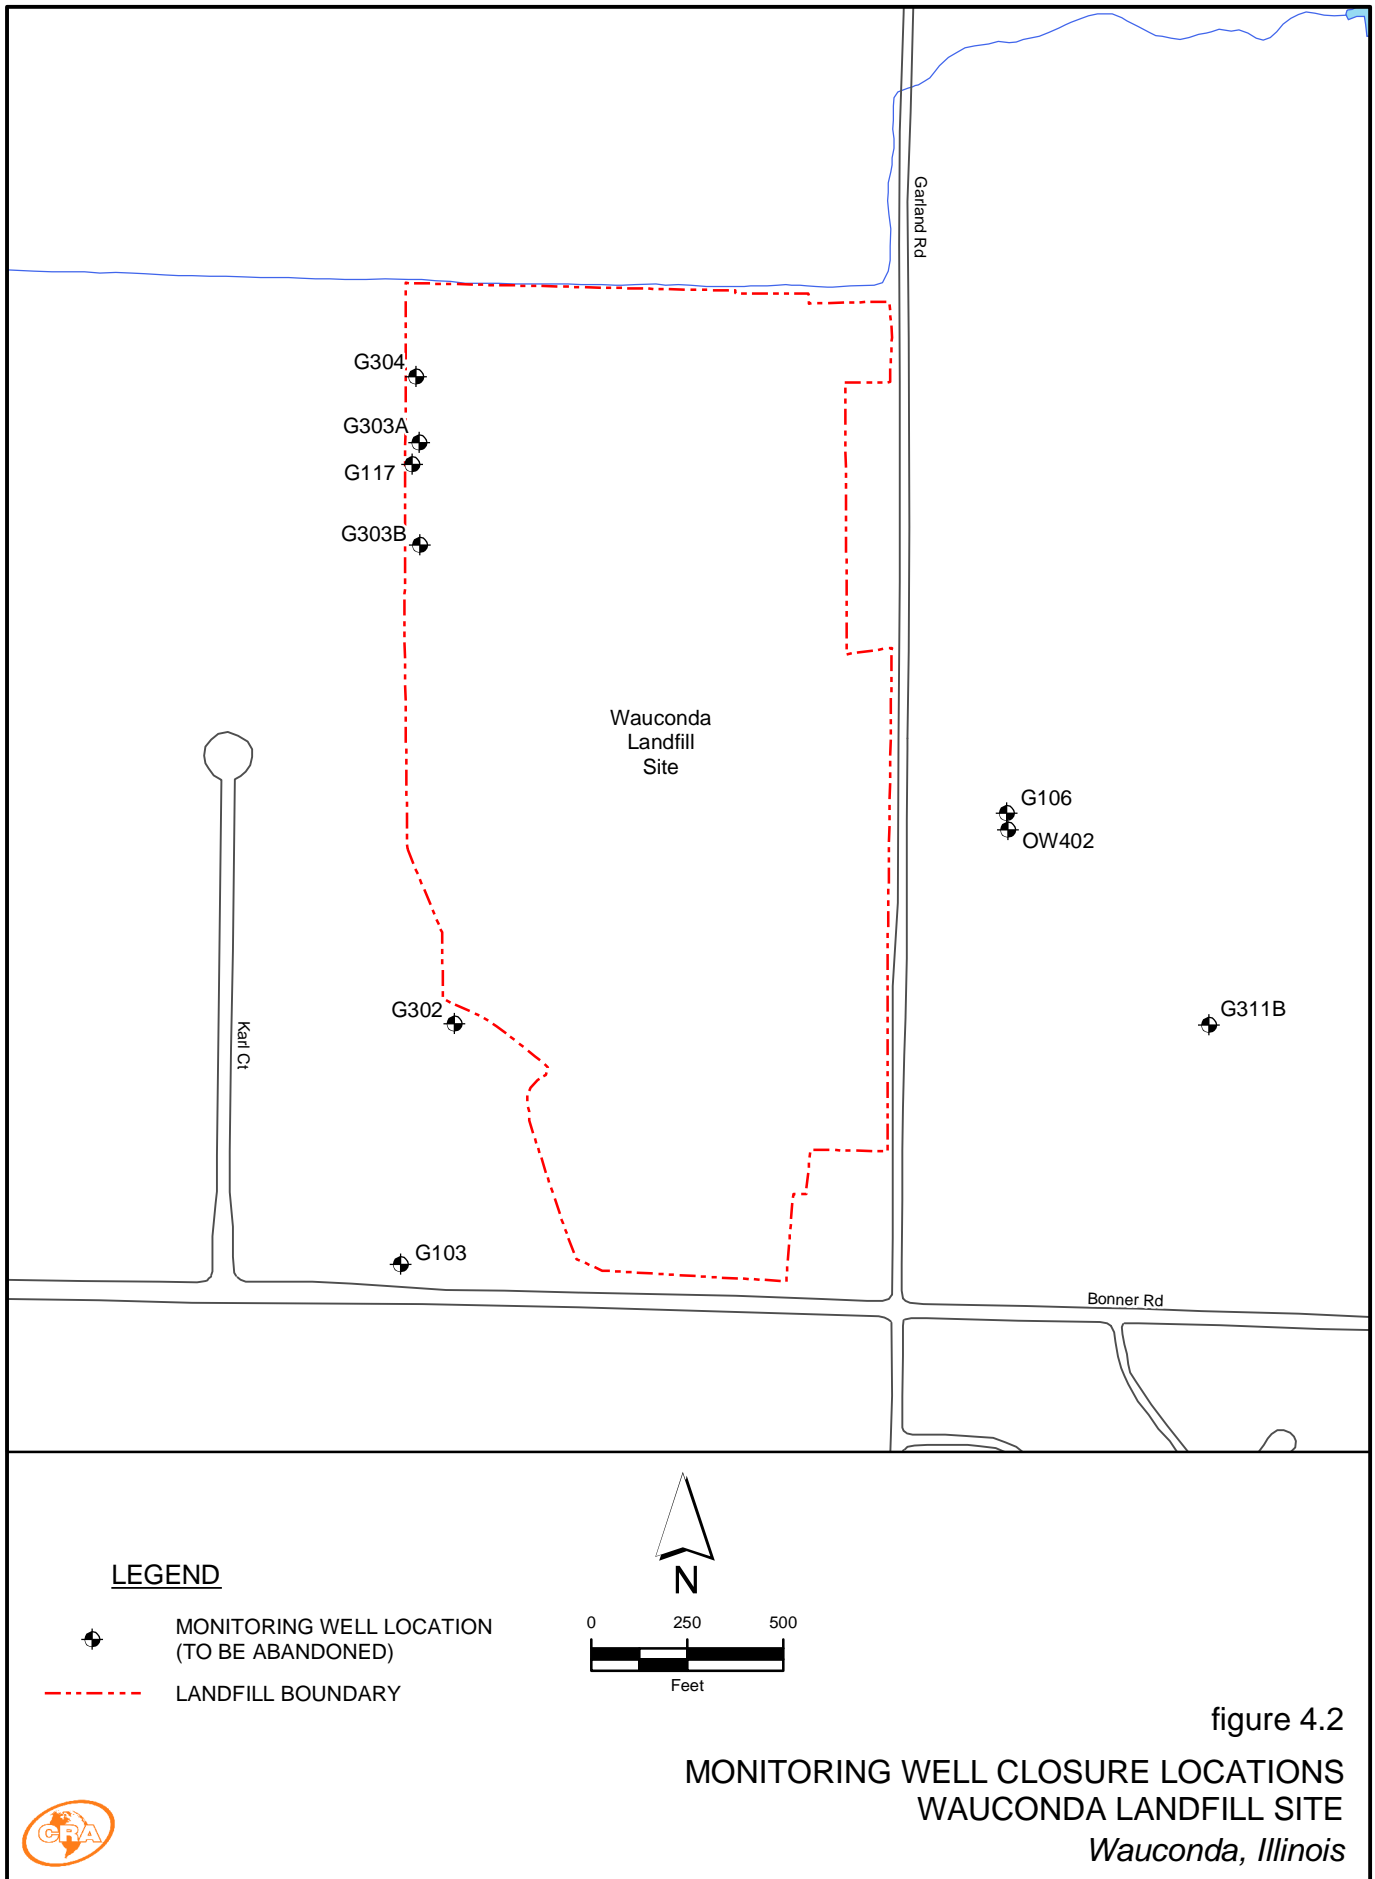 Garland Rd
G304
G303A
G117
G303B
Wauconda
Landfill
Site
G106
OW402
G302
G311B
Karl Ct
G103
Bonner Rd
N
LEGEND
MONITORING WELL LOCATION
(TO BE ABANDONED)
LANDFILL BOUNDARY
0 250 500
Feet
figure 4.2
MONITORING WELL CLOSURE LOCATIONS
WAUCONDA LANDFILL SITE
Wauconda, Illinois
CRA